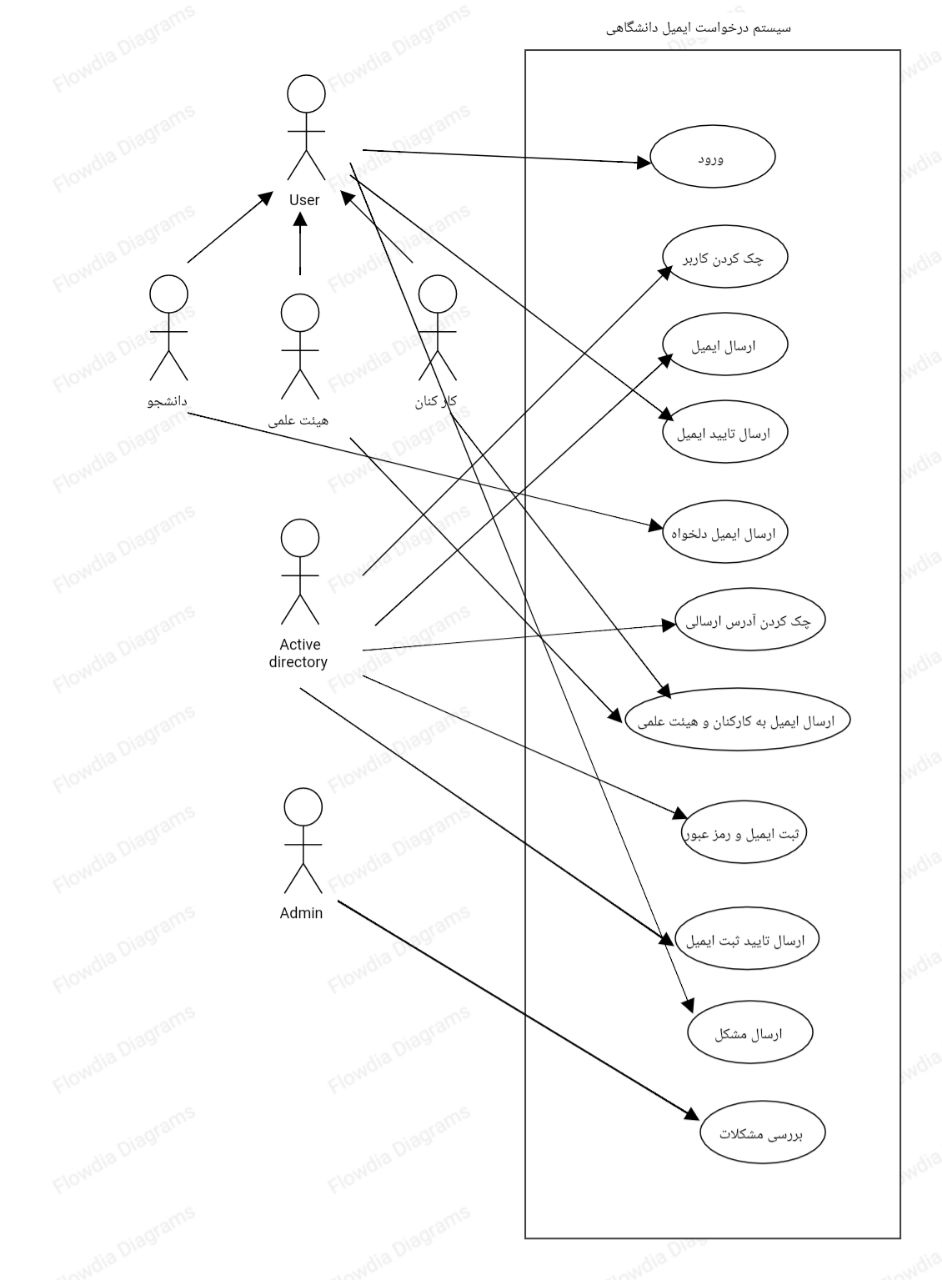 سیستم درخواست ایمیل دانشگاهی
User
دانشجو
هیئت علمی
کارکنان
Active
directory
Admin
ورود
چک کردن کاربر
ارسال ایمیل
ارسال تایید ایمیل
ارسال ایمیل دلخواه
چک کردن آدرس ارسالی
ارسال ایمیل به کارکنان و هیئت علمی
ثبت ایمیل و رمز عبور
ارسال تایید ثبت ایمیل
ارسال مشکل
بررسی مشکلات
Flowdia Diagrams